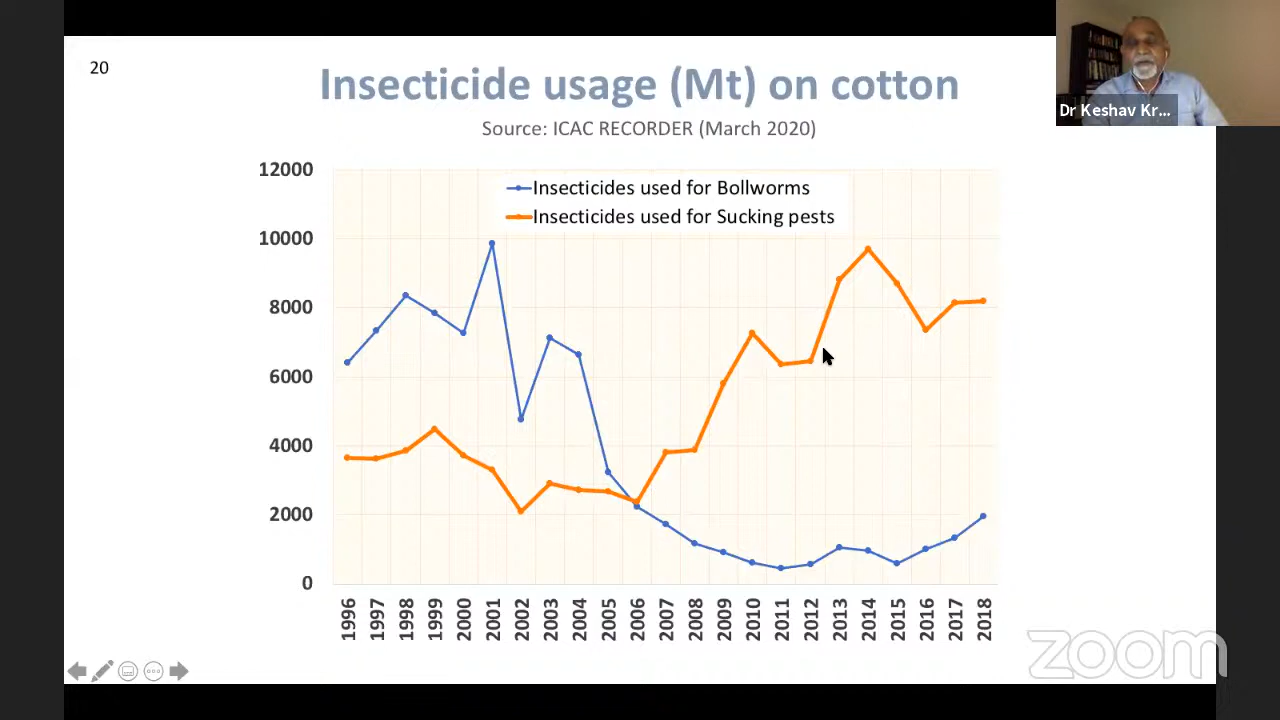 20
Insecticide usage (Mt) on cotton
Source: ICAC RECORDER (March 2020)
Dr Keshav Kr...
12000
10000
8000
6000
4000
2000
0
Insecticides used for Bollworms
Insecticides used for Sucking pests
1996 1997 1998 1999 2000 2001 2002 2003 2004 2005 2006 2007 2008 2009 2010 2011 2012 2013 2014 2015 2016 2017 2018
zoom